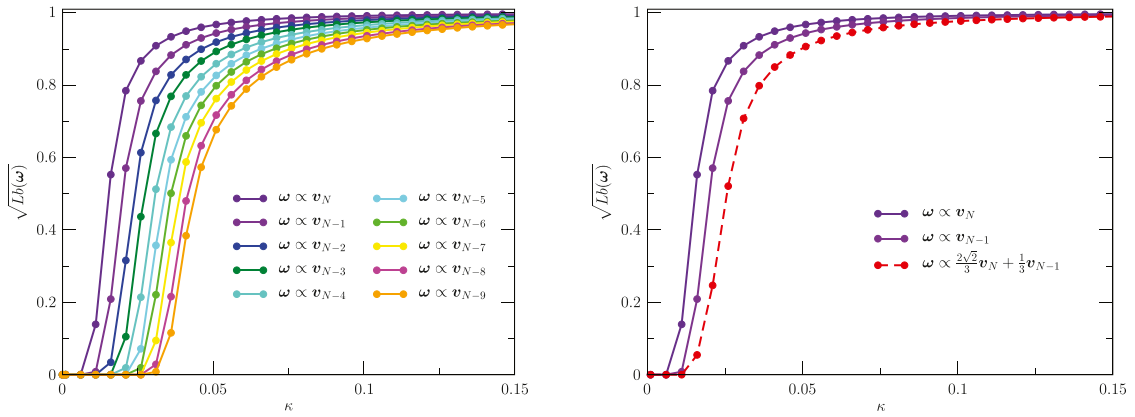 1
0.8
0.6
0.4
0.2
0
√Lb(ω)
ω ∝ v_N
ω ∝ v_{N−1}
ω ∝ v_{N−2}
ω ∝ v_{N−3}
ω ∝ v_{N−4}
ω ∝ v_{N−5}
ω ∝ v_{N−6}
ω ∝ v_{N−7}
ω ∝ v_{N−8}
ω ∝ v_{N−9}
0 0.05 0.1 0.15
κ
1
0.8
0.6
0.4
0.2
0
√Lb(ω)
ω ∝ v_N
ω ∝ v_{N−1}
ω ∝ 2√2/3 v_N + 1/3 v_{N−1}
0 0.05 0.1 0.15
κ